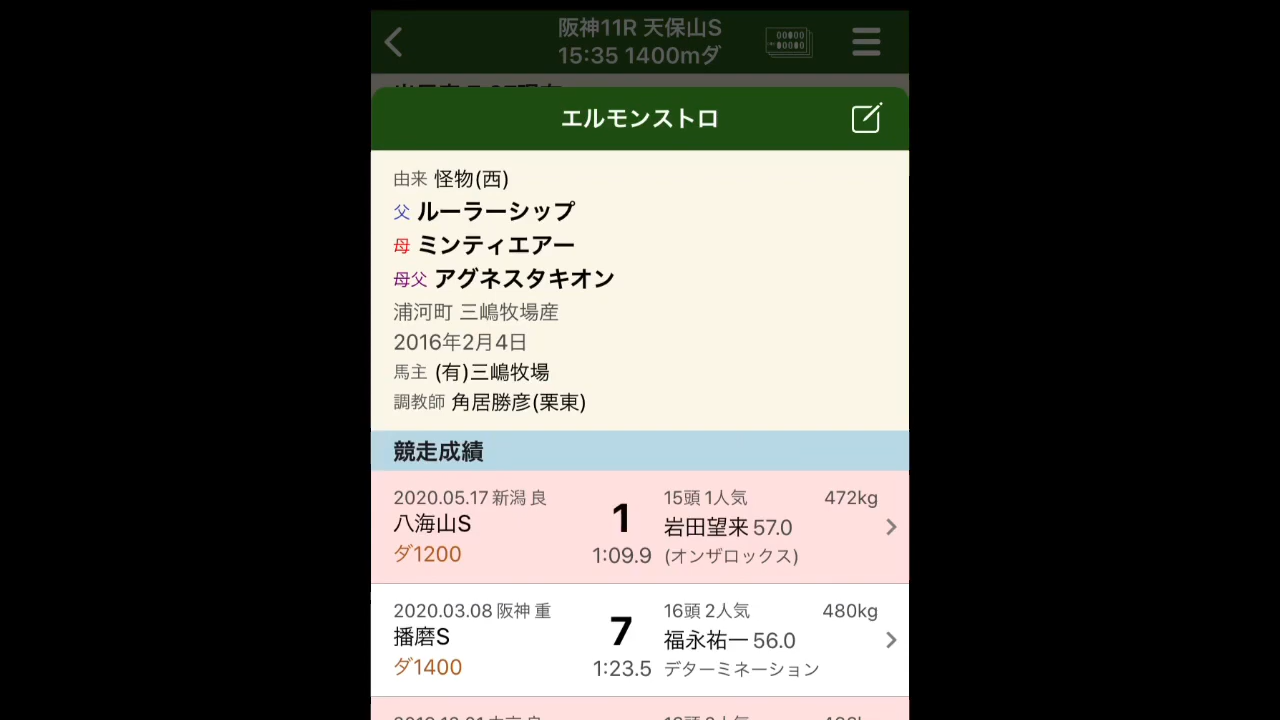 阪神11R 天保山S
15:35 1400mダ
エルモンストロ
由来 怪物(西)
父 ルーラーシップ
母 ミンティエアー
母父 アグネスタキオン
浦河町 三嶋牧場産
2016年2月4日
馬主 (有)三嶋牧場
調教師 角居勝彦(栗東)
競走成績
2020.05.17 新潟 良
八海山S
ダ1200
1
1:09.9
15頭 1人気 472kg
岩田望来 57.0
(オンザロックス)
2020.03.08 阪神 重
播磨S
ダ1400
7
1:23.5
16頭 2人気 480kg
福永祐一 56.0
デターミネーション